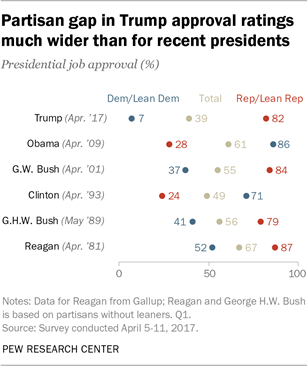 Partisan gap in Trump approval ratings
much wider than for recent presidents
Presidential job approval (%)
Dem/Lean Dem Total Rep/Lean Rep
Trump (Apr. '17) 7 39 82
Obama (Apr. '09) 28 61 86
G.W. Bush (Apr. '01) 37 55 84
Clinton (Apr. '93) 24 49 71
G.H.W. Bush (May '89) 41 56 79
Reagan (Apr. '81) 52 67 87
0 50 100
Notes: Data for Reagan from Gallup; Reagan and George H.W. Bush
is based on partisans without leaners. Q1.
Source: Survey conducted April 5-11, 2017.
PEW RESEARCH CENTER